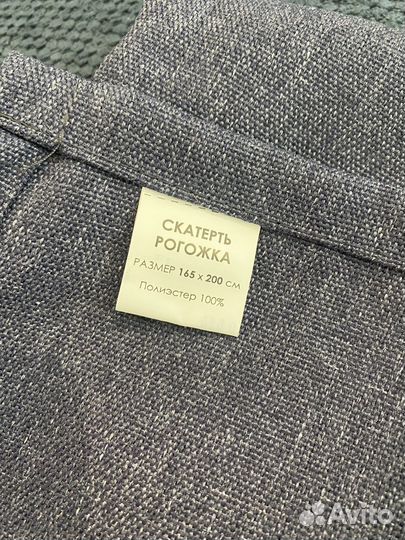 СКАТЕРТЬ
РОГОЖКА
РАЗМЕР 165 х 200 СМ
Полиэстер 100%
Avito